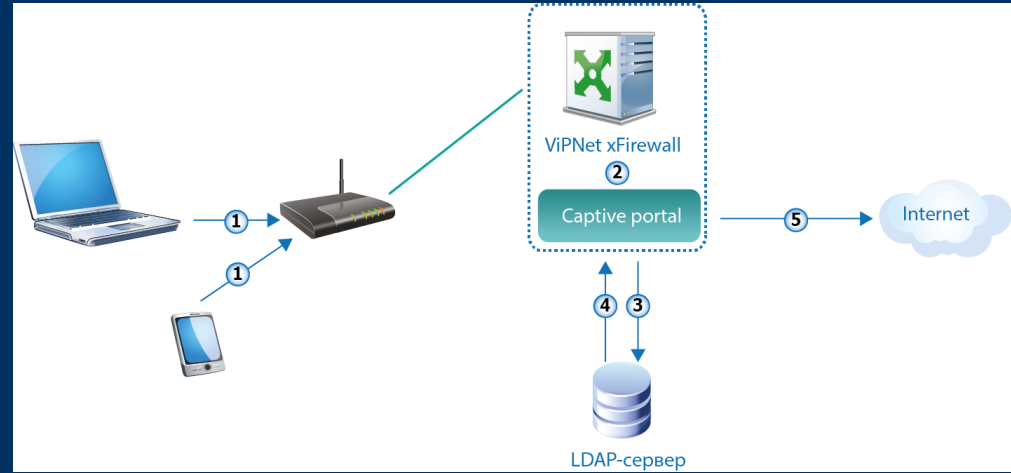 ViPNet xFirewall
2
Captive portal
1
1
5
Internet
4
3
LDAP-сервер